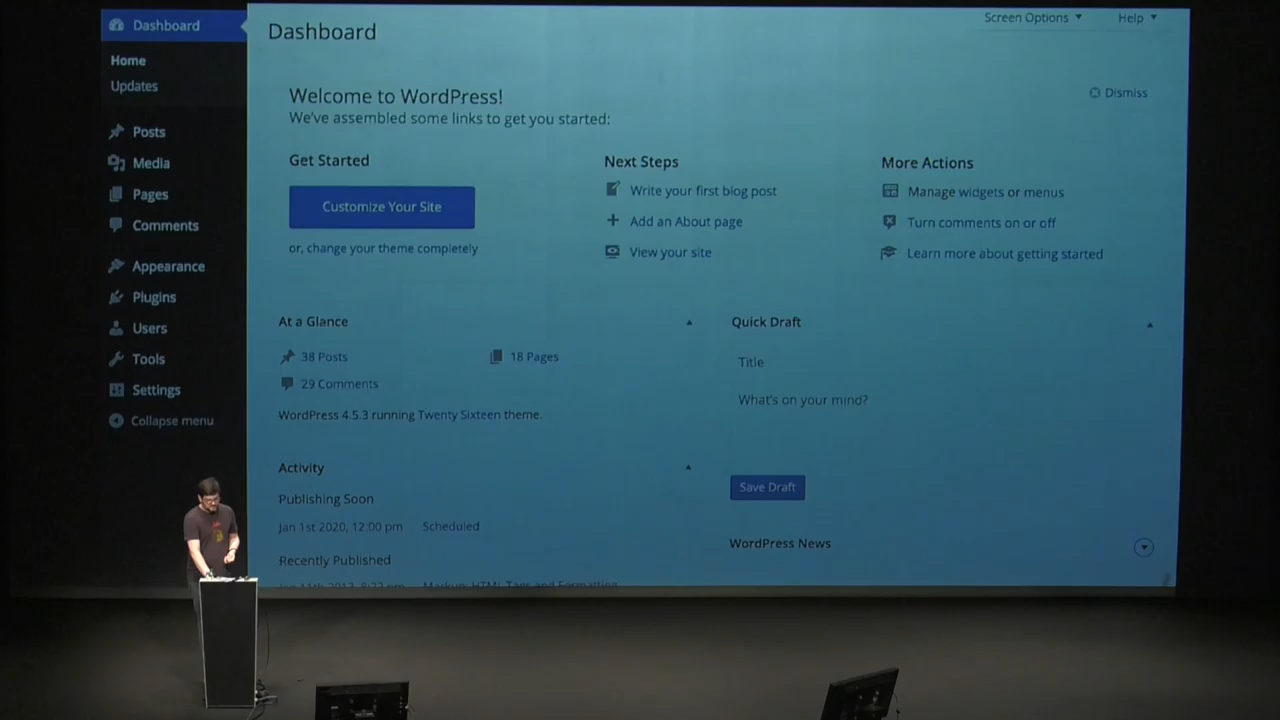 Dashboard
Home
Updates
Posts
Media
Pages
Comments
Appearance
Plugins
Users
Tools
Settings
Collapse menu
Dashboard
Screen Options
Help
Welcome to WordPress!
We've assembled some links to get you started:
Dismiss
Get Started
Customize Your Site
or, change your theme completely
Next Steps
Write your first blog post
Add an About page
View your site
More Actions
Manage widgets or menus
Turn comments on or off
Learn more about getting started
At a Glance
38 Posts
18 Pages
29 Comments
WordPress 4.5.3 running Twenty Sixteen theme.
Activity
Publishing Soon
Jan 1st 2020, 12:00 pm Scheduled
Recently Published
Markup: HTML Tags and Formatting
Quick Draft
Title
What's on your mind?
Save Draft
WordPress News